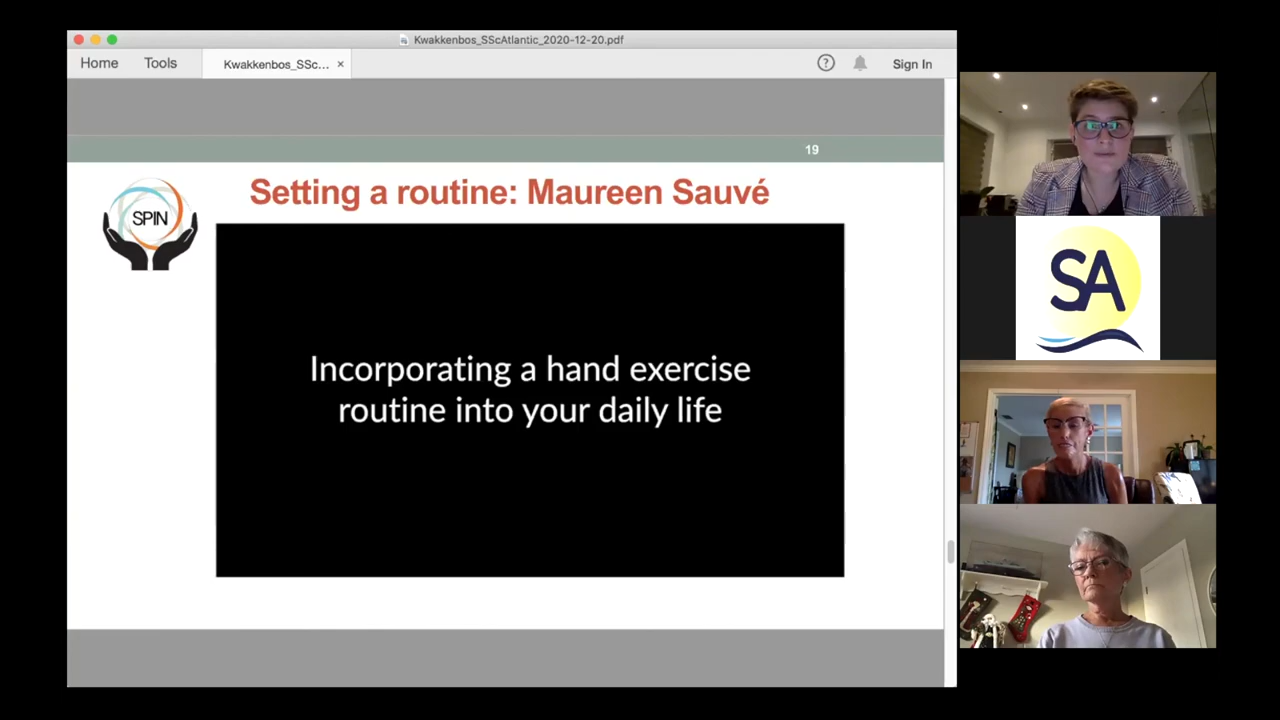 Kwakkenbos_SScAtlantic_2020-12-20.pdf
Home Tools Kwakkenbos_SSc... × ? Sign In
19
SPIN
Setting a routine: Maureen Sauvé
Incorporating a hand exercise
routine into your daily life
SA